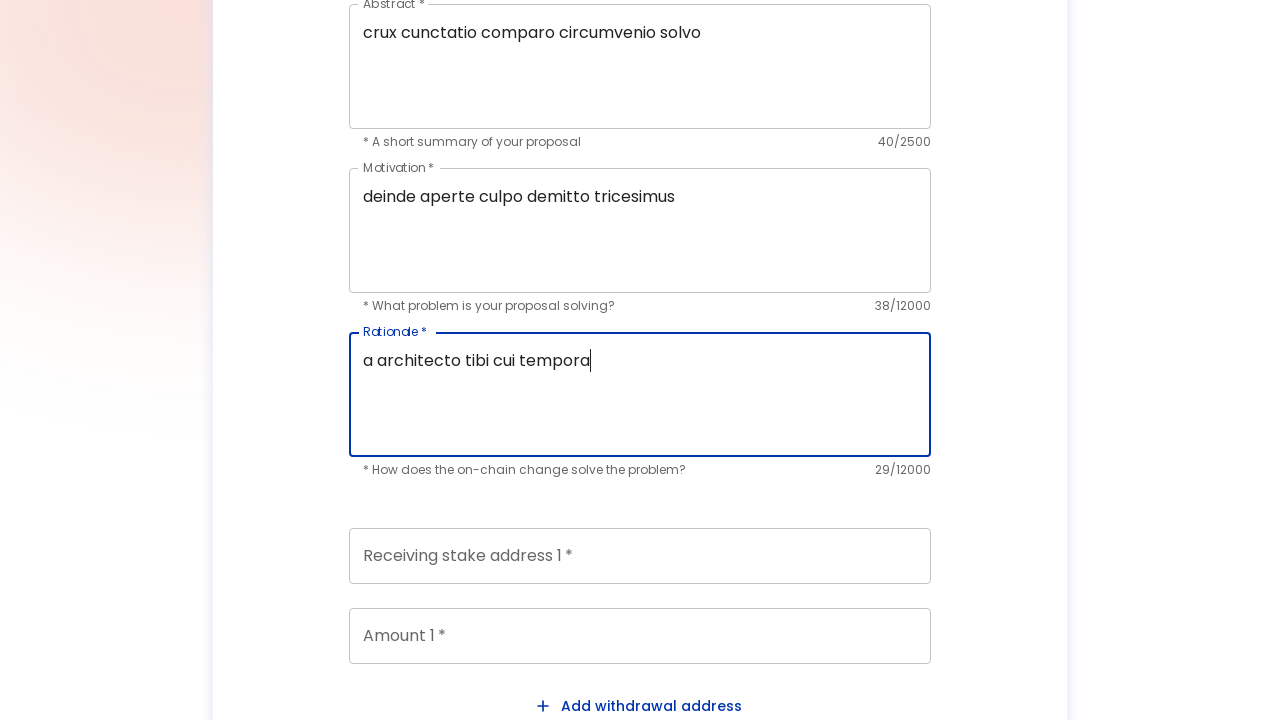 Abstract *
crux cunctatio comparo circumvenio solvo
* A short summary of your proposal 40/2500
Motivation *
deinde aperte culpo demitto tricesimus
* What problem is your proposal solving? 38/12000
Rationale *
a architecto tibi cui tempora
* How does the on-chain change solve the problem? 29/12000
Receiving stake address 1 *
Amount 1 *
+ Add withdrawal address